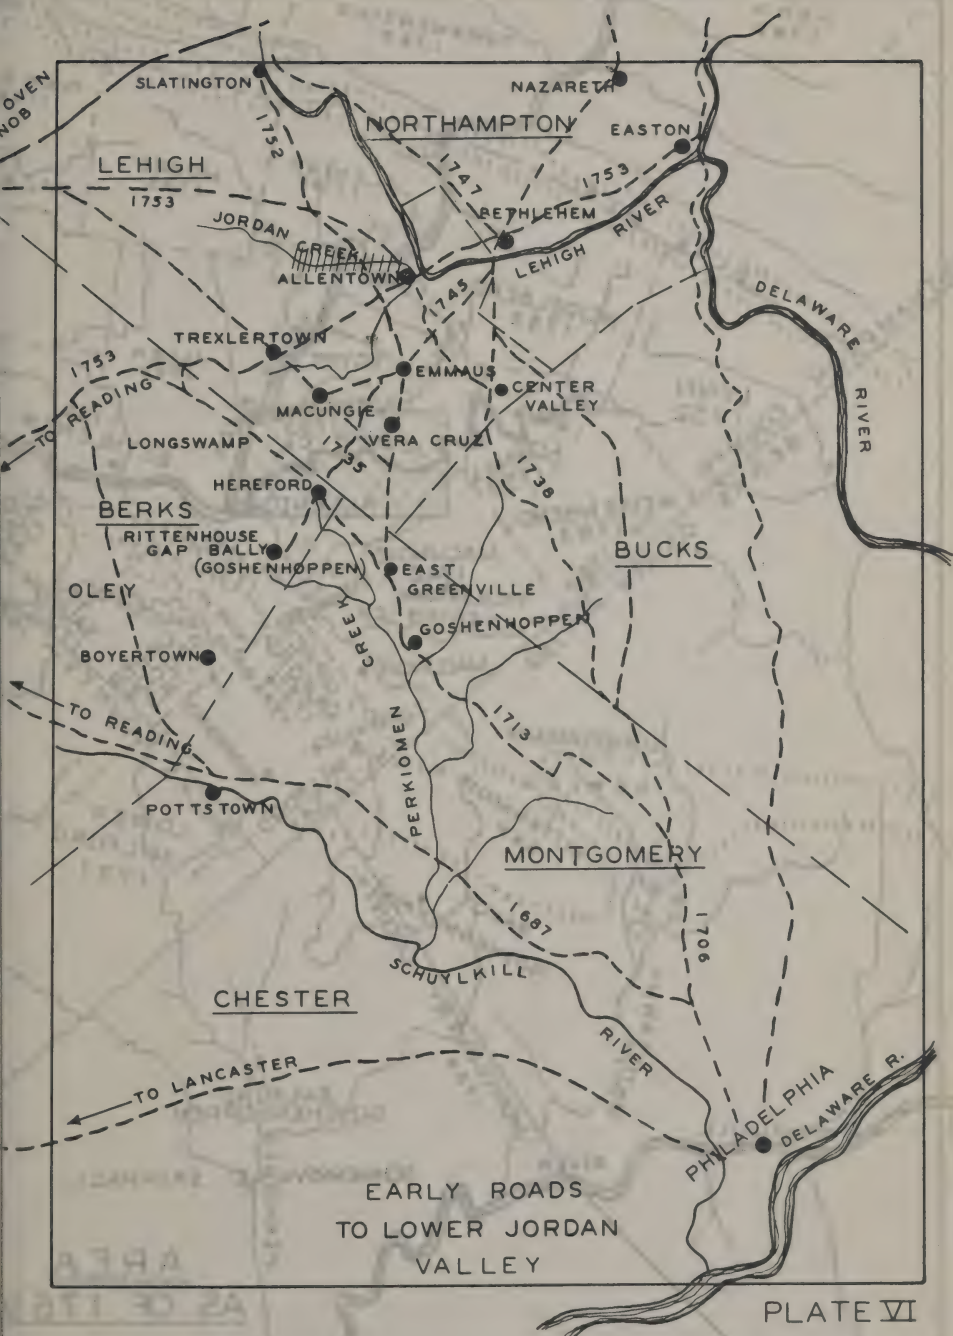 OVEN
NOB
SLATINGTON
NAZARETH
NORTHAMPTON
EASTON
1752
LEHIGH
1747
1753
1753
JORDAN
CREEK
BETHLEHEM
LEHIGH RIVER
ALLENTOWN
1745
DELAWARE
RIVER
TREXLERTOWN
1753
TO READING
EMMAUS
CENTER
VALLEY
MACUNGIE
VERA CRUZ
LONGSWAMP
1735
1738
HEREFORD
BERKS
RITTENHOUSE
GAP BALLY
(GOSHENHOPPEN)
BUCKS
EAST
GREENVILLE
OLEY
GOSHENHOPPEN
BOYERTOWN
PERKIOMEN CREEK
TO READING
1713
POTTSTOWN
MONTGOMERY
1687
1706
SCHUYLKILL
RIVER
CHESTER
TO LANCASTER
PHILADELPHIA
DELAWARE R.
EARLY ROADS
TO LOWER JORDAN
VALLEY
PLATE VI